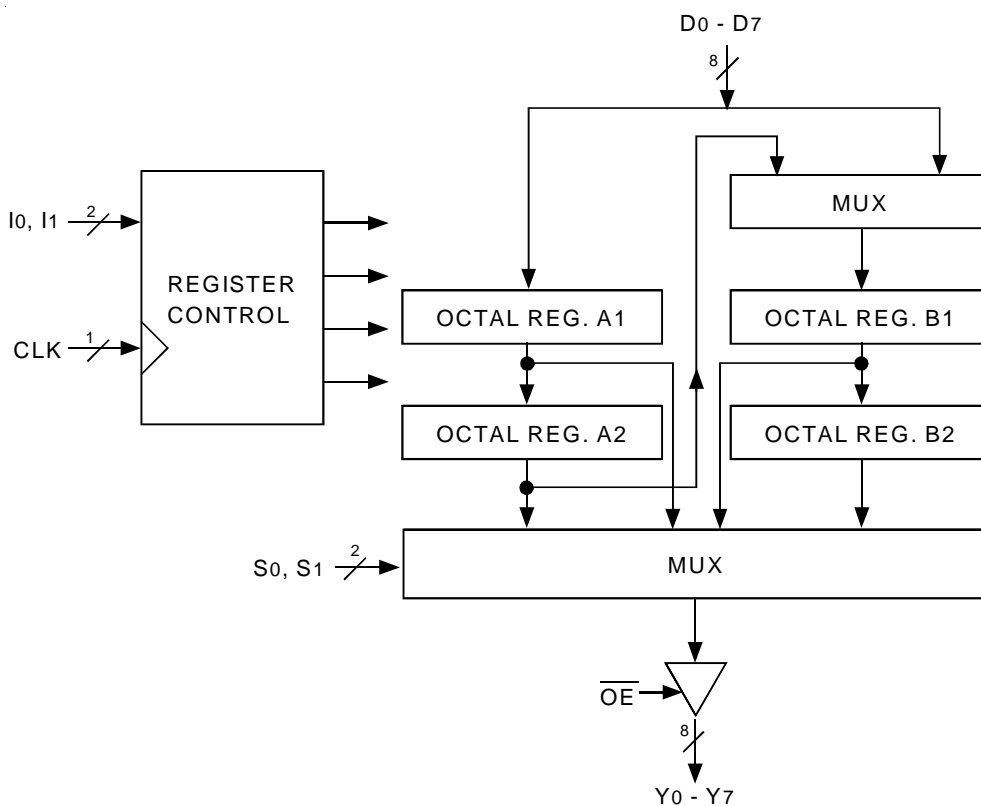 D0 - D7
8
MUX
I0, I1
2
REGISTER
CONTROL
CLK
1
OCTAL REG. A1
OCTAL REG. B1
OCTAL REG. A2
OCTAL REG. B2
S0, S1
2
MUX
OE
8
Y0 - Y7